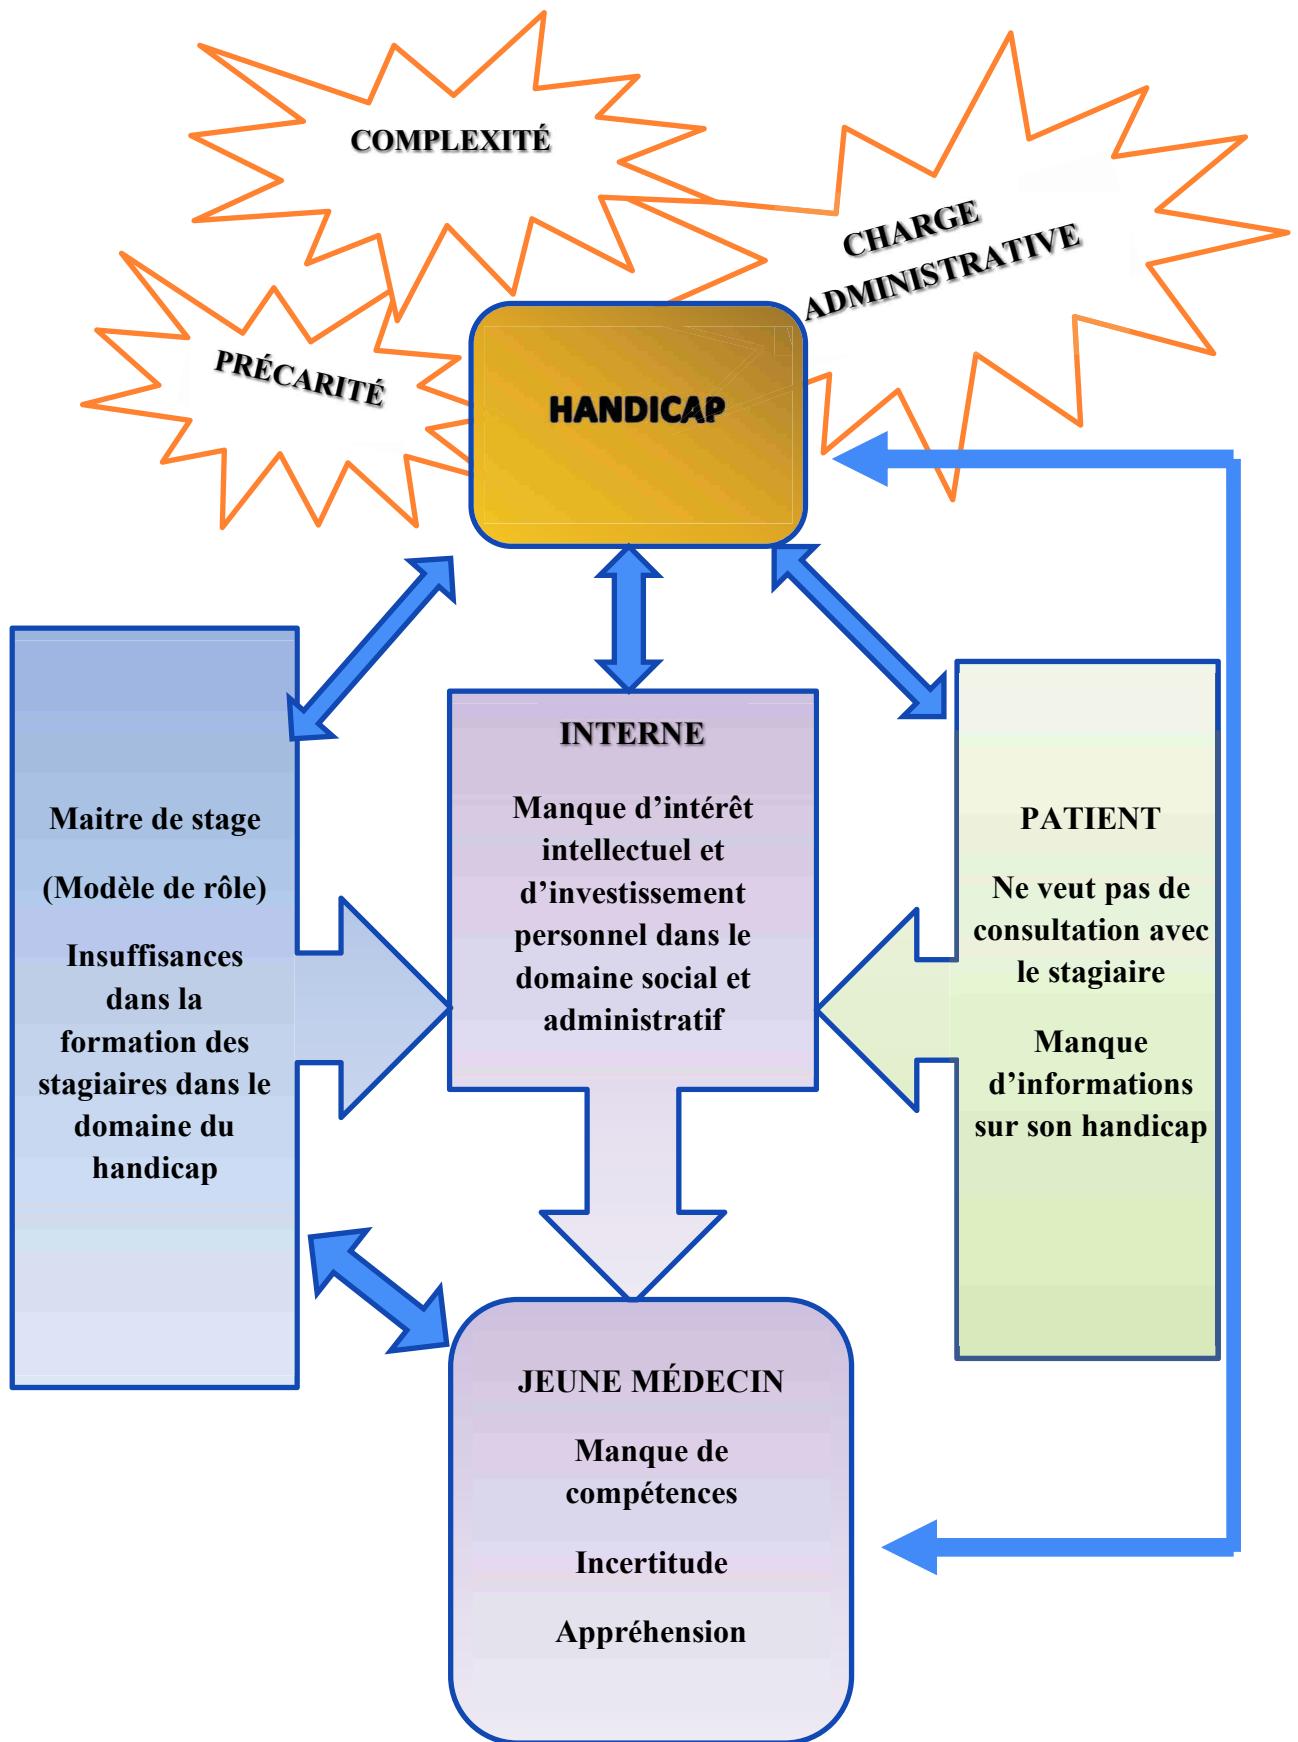 COMPLEXITÉ
CHARGE
ADMINISTRATIVE
PRÉCARITÉ
HANDICAP
Maitre de stage
(Modèle de rôle)
Insuffisances
dans la
formation des
stagiaires dans le
domaine du
handicap
INTERNE
Manque d’intérêt
intellectuel et
d’investissement
personnel dans le
domaine social et
administratif
PATIENT
Ne veut pas de
consultation avec
le stagiaire
Manque
d’informations
sur son handicap
JEUNE MÉDECIN
Manque de
compétences
Incertitude
Appréhension